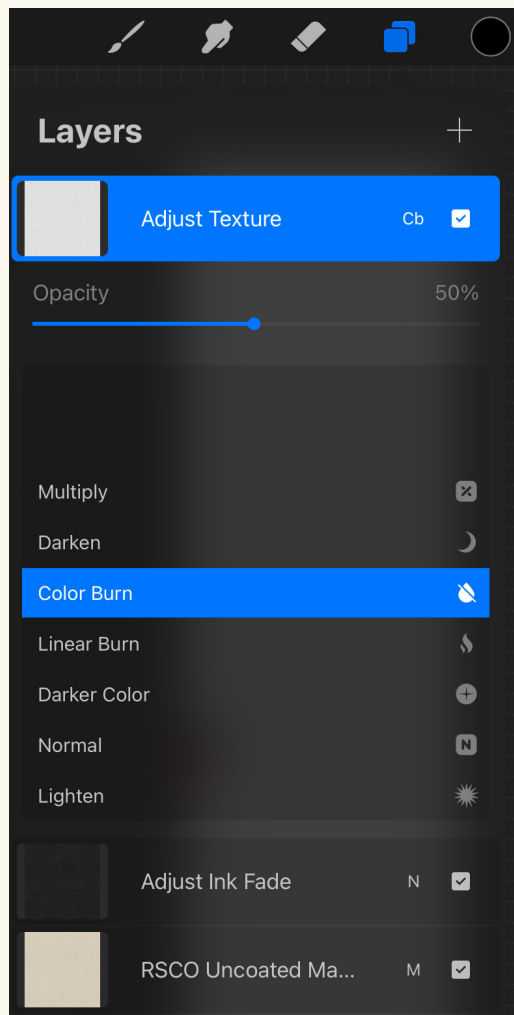 Layers
Adjust Texture Cb
Opacity 50%
Multiply
Darken
Color Burn
Linear Burn
Darker Color
Normal N
Lighten
Adjust Ink Fade N
RSCO Uncoated Ma... M